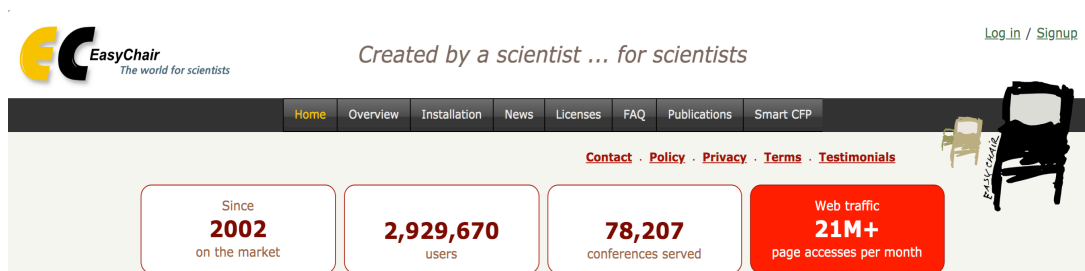 EC EasyChair
The world for scientists
Created by a scientist ... for scientists
Log in / Signup
Home Overview Installation News Licenses FAQ Publications Smart CFP
Contact . Policy . Privacy . Terms . Testimonials
EASYCHAIR
Since
2002
on the market
2,929,670
users
78,207
conferences served
Web traffic
21M+
page accesses per month